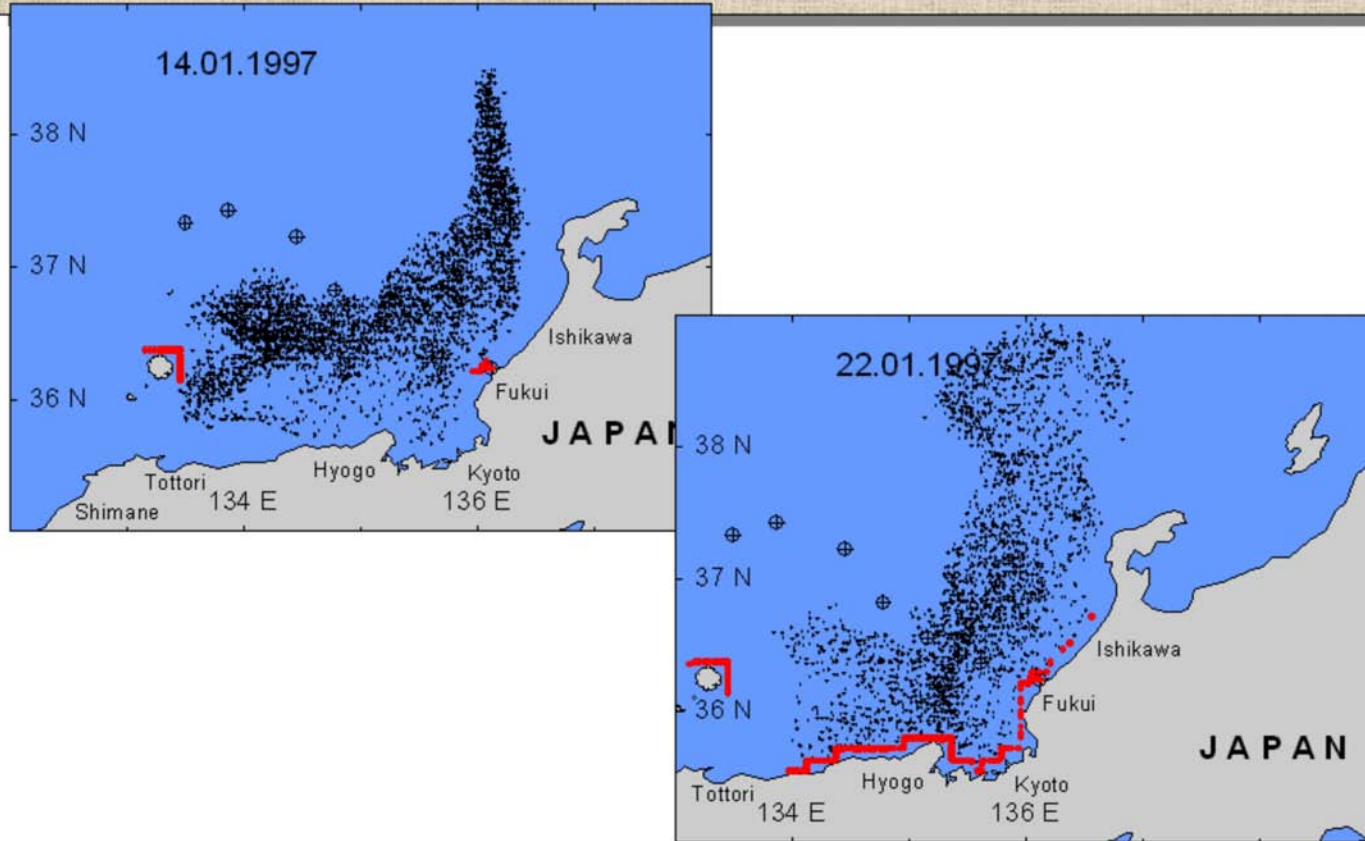 14.01.1997
38 N
37 N
36 N
Ishikawa
Fukui
JAPAN
Hyogo
Kyoto
Tottori
134 E
136 E
Shimane
22.01.1997
38 N
37 N
36 N
Ishikawa
Fukui
JAPAN
Hyogo
Kyoto
Tottori
134 E
136 E